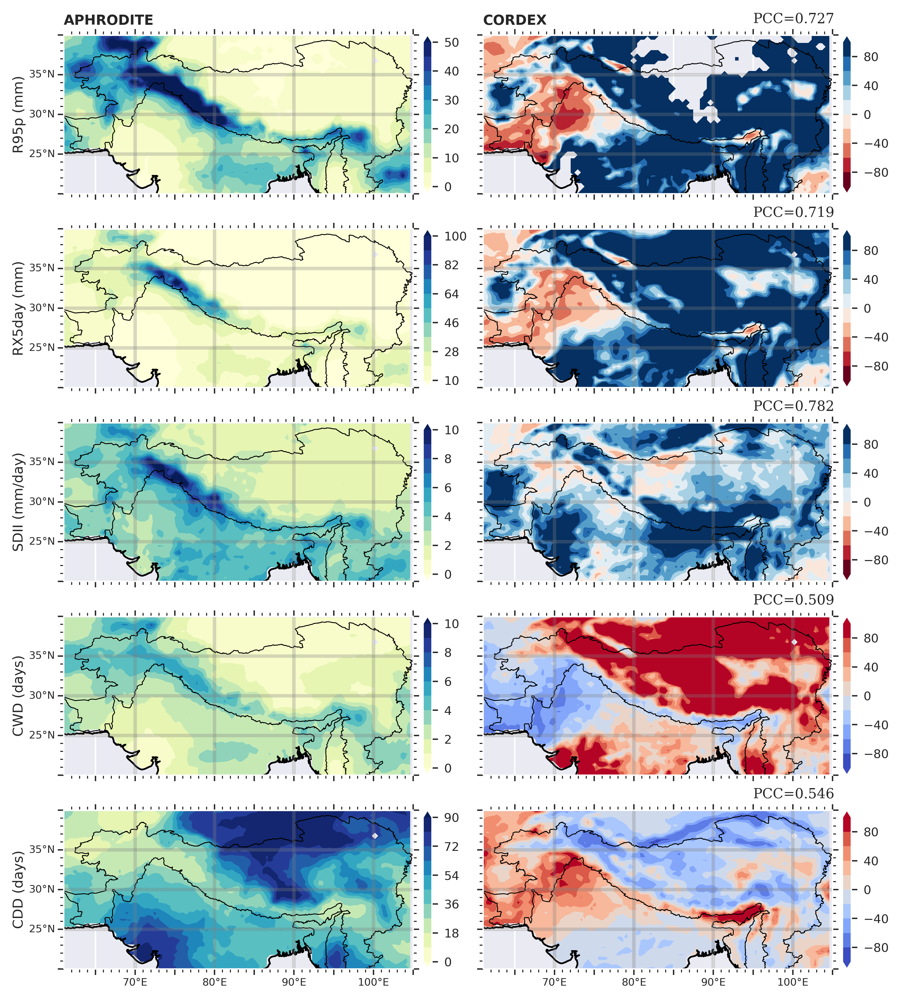 APHRODITE
CORDEX
PCC=0.727
R95p (mm)
35°N
30°N
25°N
50
40
30
20
10
0
80
40
0
−40
−80
PCC=0.719
RX5day (mm)
35°N
30°N
25°N
100
82
64
46
28
10
80
40
0
−40
−80
PCC=0.782
SDII (mm/day)
35°N
30°N
25°N
10
8
6
4
2
0
80
40
0
−40
−80
PCC=0.509
CWD (days)
35°N
30°N
25°N
10
8
6
4
2
0
80
40
0
−40
−80
PCC=0.546
CDD (days)
35°N
30°N
25°N
90
72
54
36
18
0
80
40
0
−40
−80
70°E 80°E 90°E 100°E
70°E 80°E 90°E 100°E